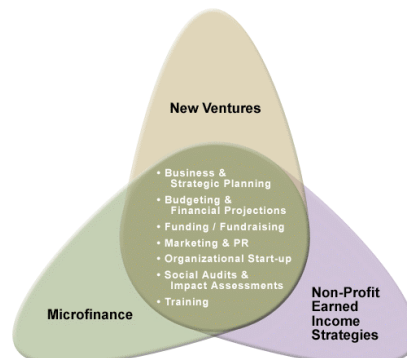 New Ventures
• Business &
Strategic Planning
• Budgeting &
Financial Projections
• Funding / Fundraising
• Marketing & PR
• Organizational Start-up
• Social Audits &
Impact Assessments
• Training
Microfinance
Non-Profit
Earned
Income
Strategies